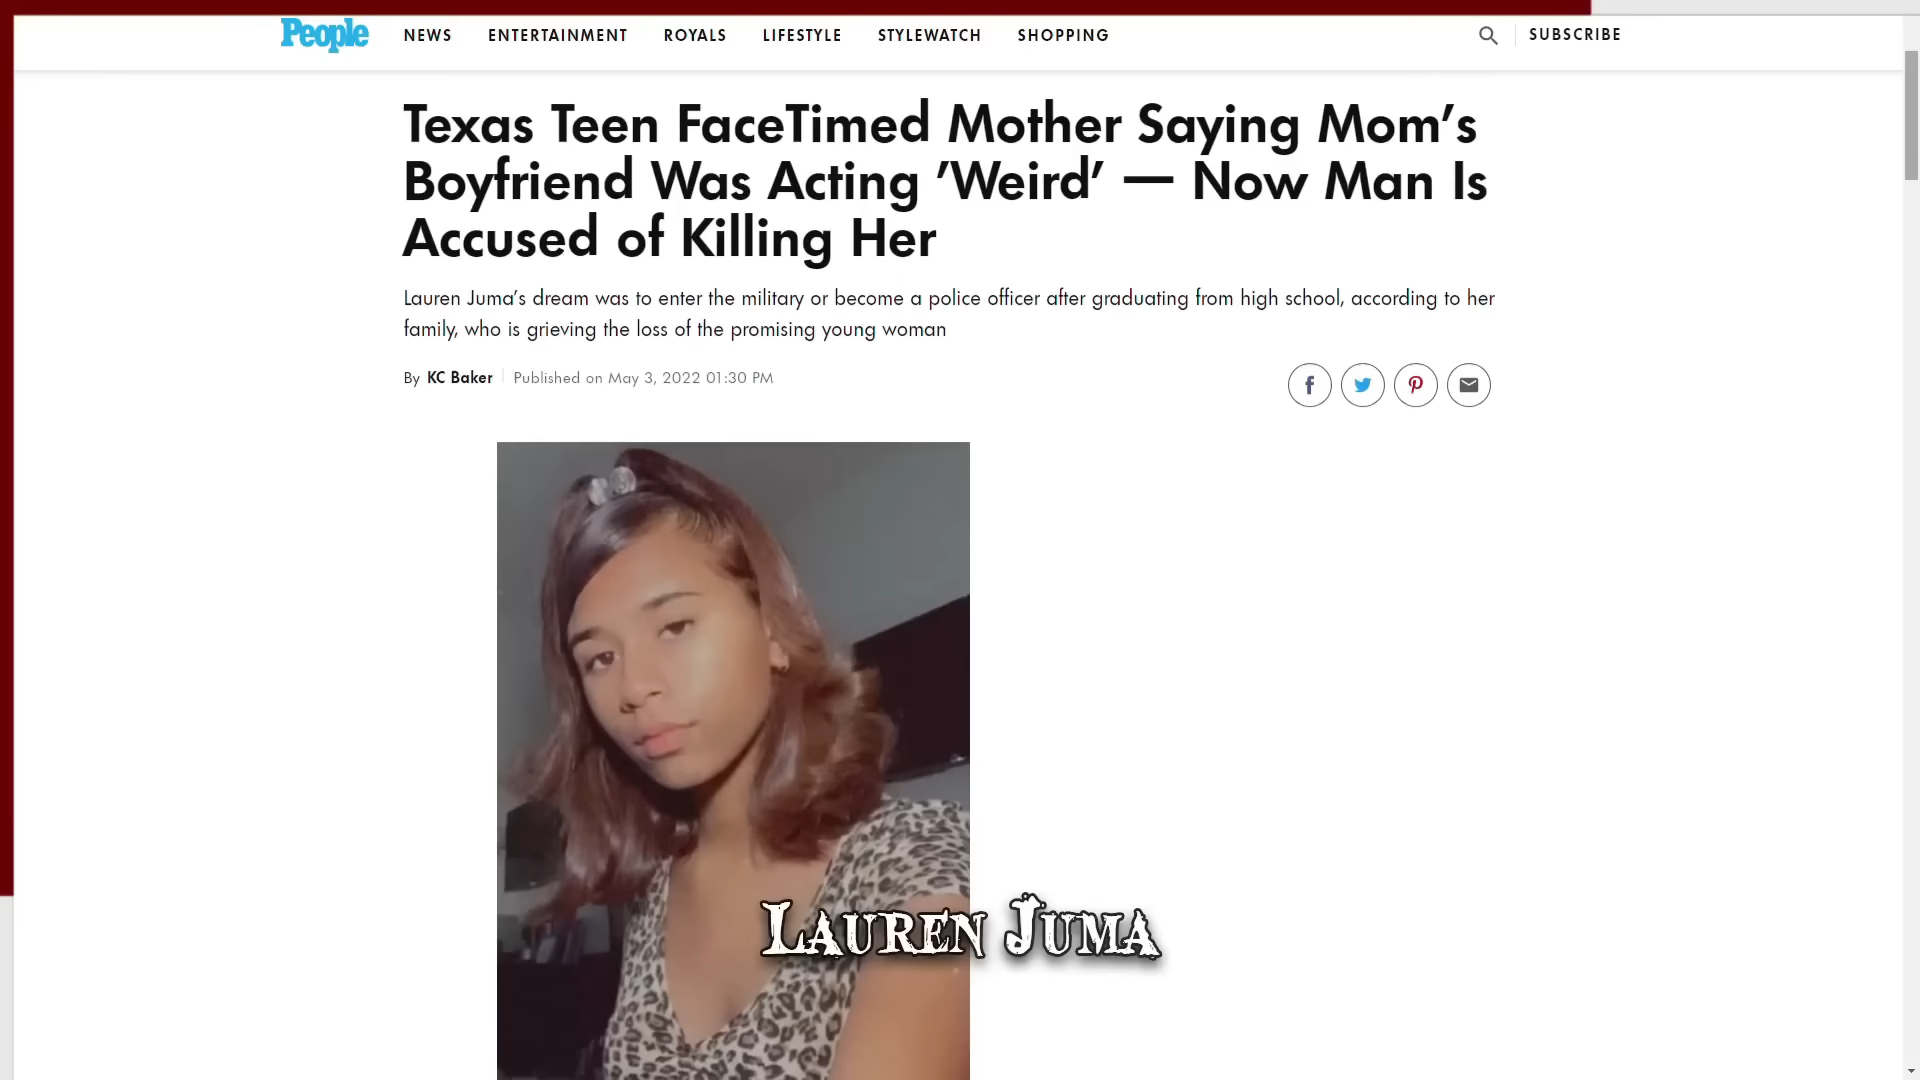 People NEWS ENTERTAINMENT ROYALS LIFESTYLE STYLEWATCH SHOPPING SUBSCRIBE
Texas Teen FaceTimed Mother Saying Mom’s
Boyfriend Was Acting ’Weird’ — Now Man Is
Accused of Killing Her
Lauren Juma’s dream was to enter the military or become a police officer after graduating from high school, according to her
family, who is grieving the loss of the promising young woman
By KC Baker Published on May 3, 2022 01:30 PM
LAUREN JUMA